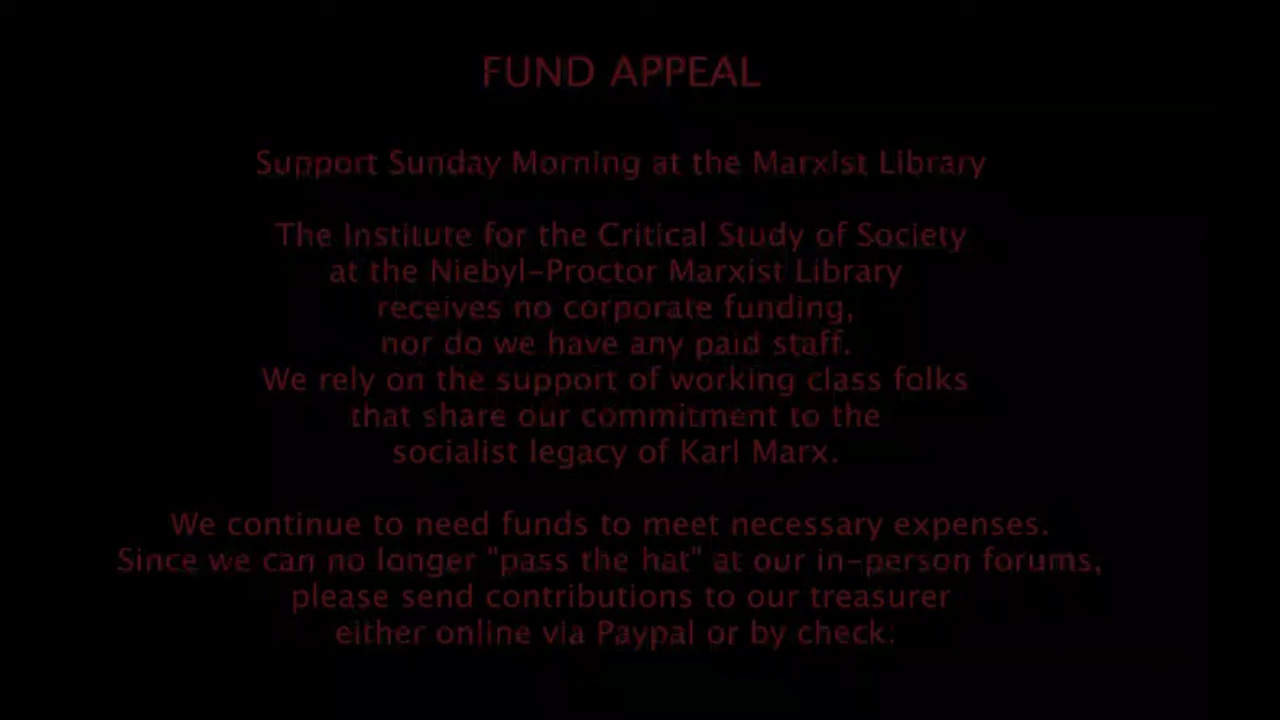 FUND APPEAL
Support Sunday Morning at the Marxist Library
The Institute for the Critical Study of Society
at the Niebyl-Proctor Marxist Library
receives no corporate funding,
nor do we have any paid staff.
We rely on the support of working class folks
that share our commitment to the
socialist legacy of Karl Marx.
We continue to need funds to meet necessary expenses.
Since we can no longer "pass the hat" at our in-person forums,
please send contributions to our treasurer
either online via Paypal or by check: